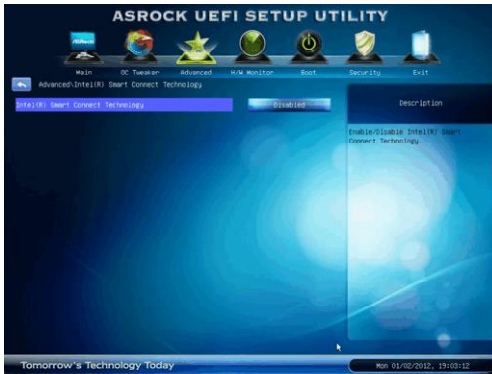 ASROCK UEFI SETUP UTILITY
Main
OC Tweaker
Advanced
H/W Monitor
Boot
Security
Exit
Advanced\Intel(R) Smart Connect Technology
Intel(R) Smart Connect Technology
Disabled
Description
Enable/Disable Intel(R) Smart
Connect Technology.
Tomorrow's Technology Today
Mon 01/02/2012, 19:03:12